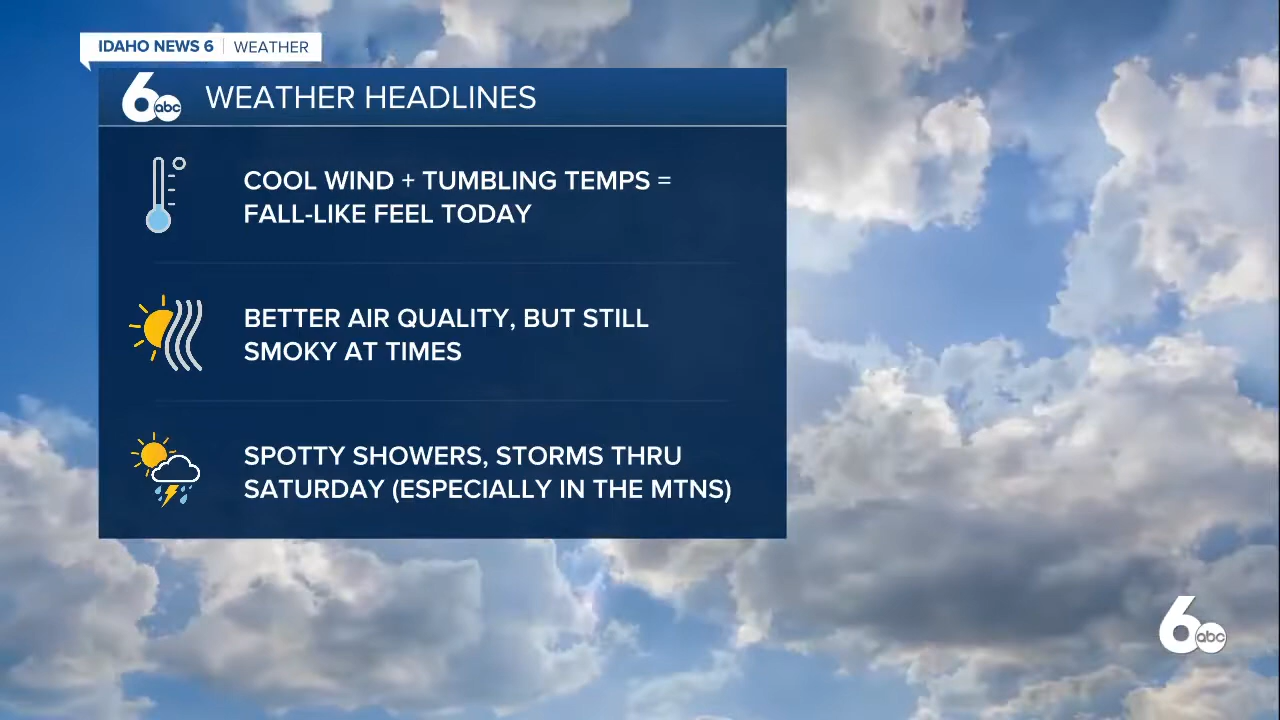 IDAHO NEWS 6 | WEATHER
6 abc WEATHER HEADLINES
COOL WIND + TUMBLING TEMPS =
FALL-LIKE FEEL TODAY
BETTER AIR QUALITY, BUT STILL
SMOKY AT TIMES
SPOTTY SHOWERS, STORMS THRU
SATURDAY (ESPECIALLY IN THE MTNS)
6 abc